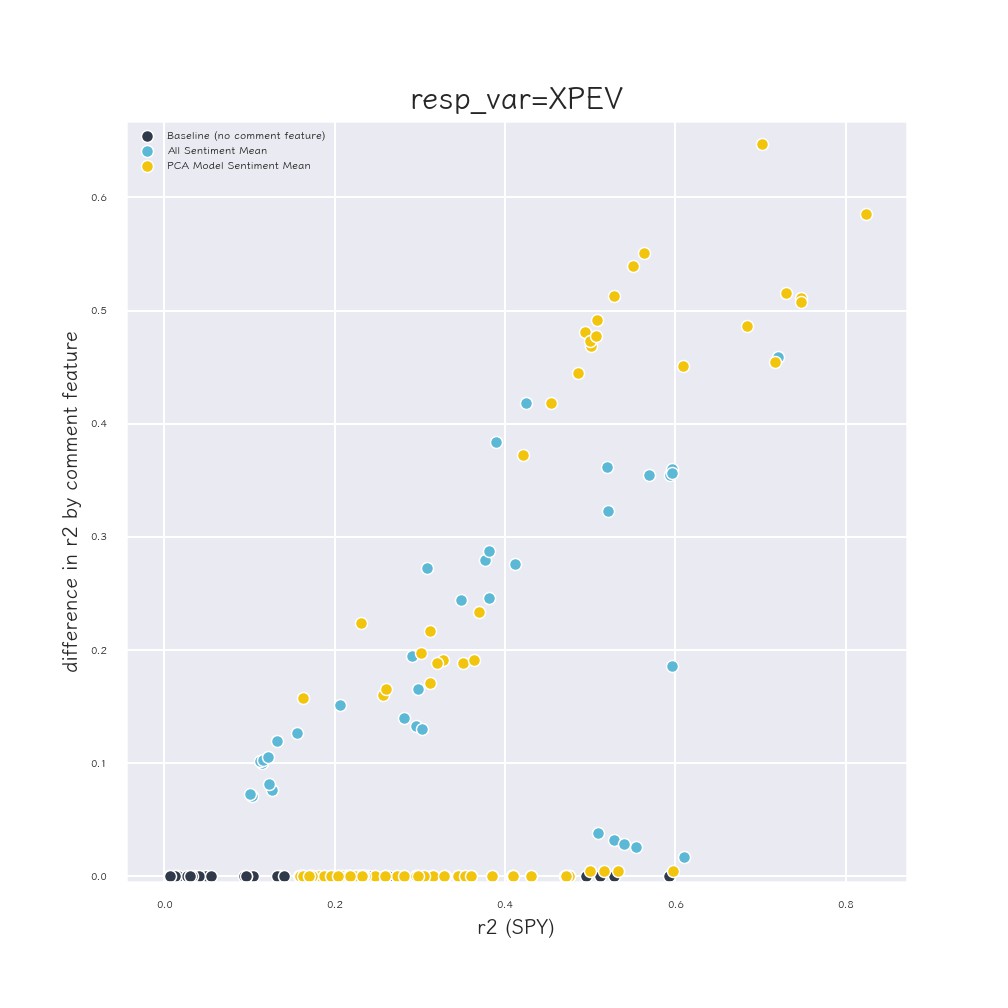 resp_var=XPEV
Baseline (no comment feature)
All Sentiment Mean
PCA Model Sentiment Mean
difference in r2 by comment feature
0.6
0.5
0.4
0.3
0.2
0.1
0.0
0.0 0.2 0.4 0.6 0.8
r2 (SPY)